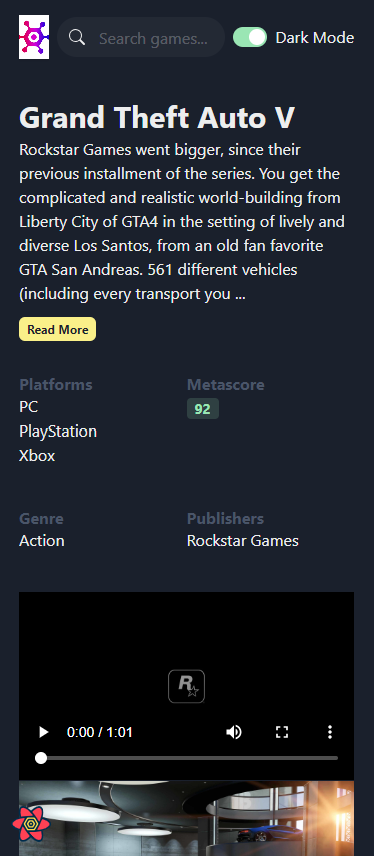 Search games...
Dark Mode
Grand Theft Auto V
Rockstar Games went bigger, since their
previous installment of the series. You get the
complicated and realistic world-building from
Liberty City of GTA4 in the setting of lively and
diverse Los Santos, from an old fan favorite
GTA San Andreas. 561 different vehicles
(including every transport you ...
Read More
Platforms
PC
PlayStation
Xbox
Metascore
92
Genre
Action
Publishers
Rockstar Games
R
0:00 / 1:01